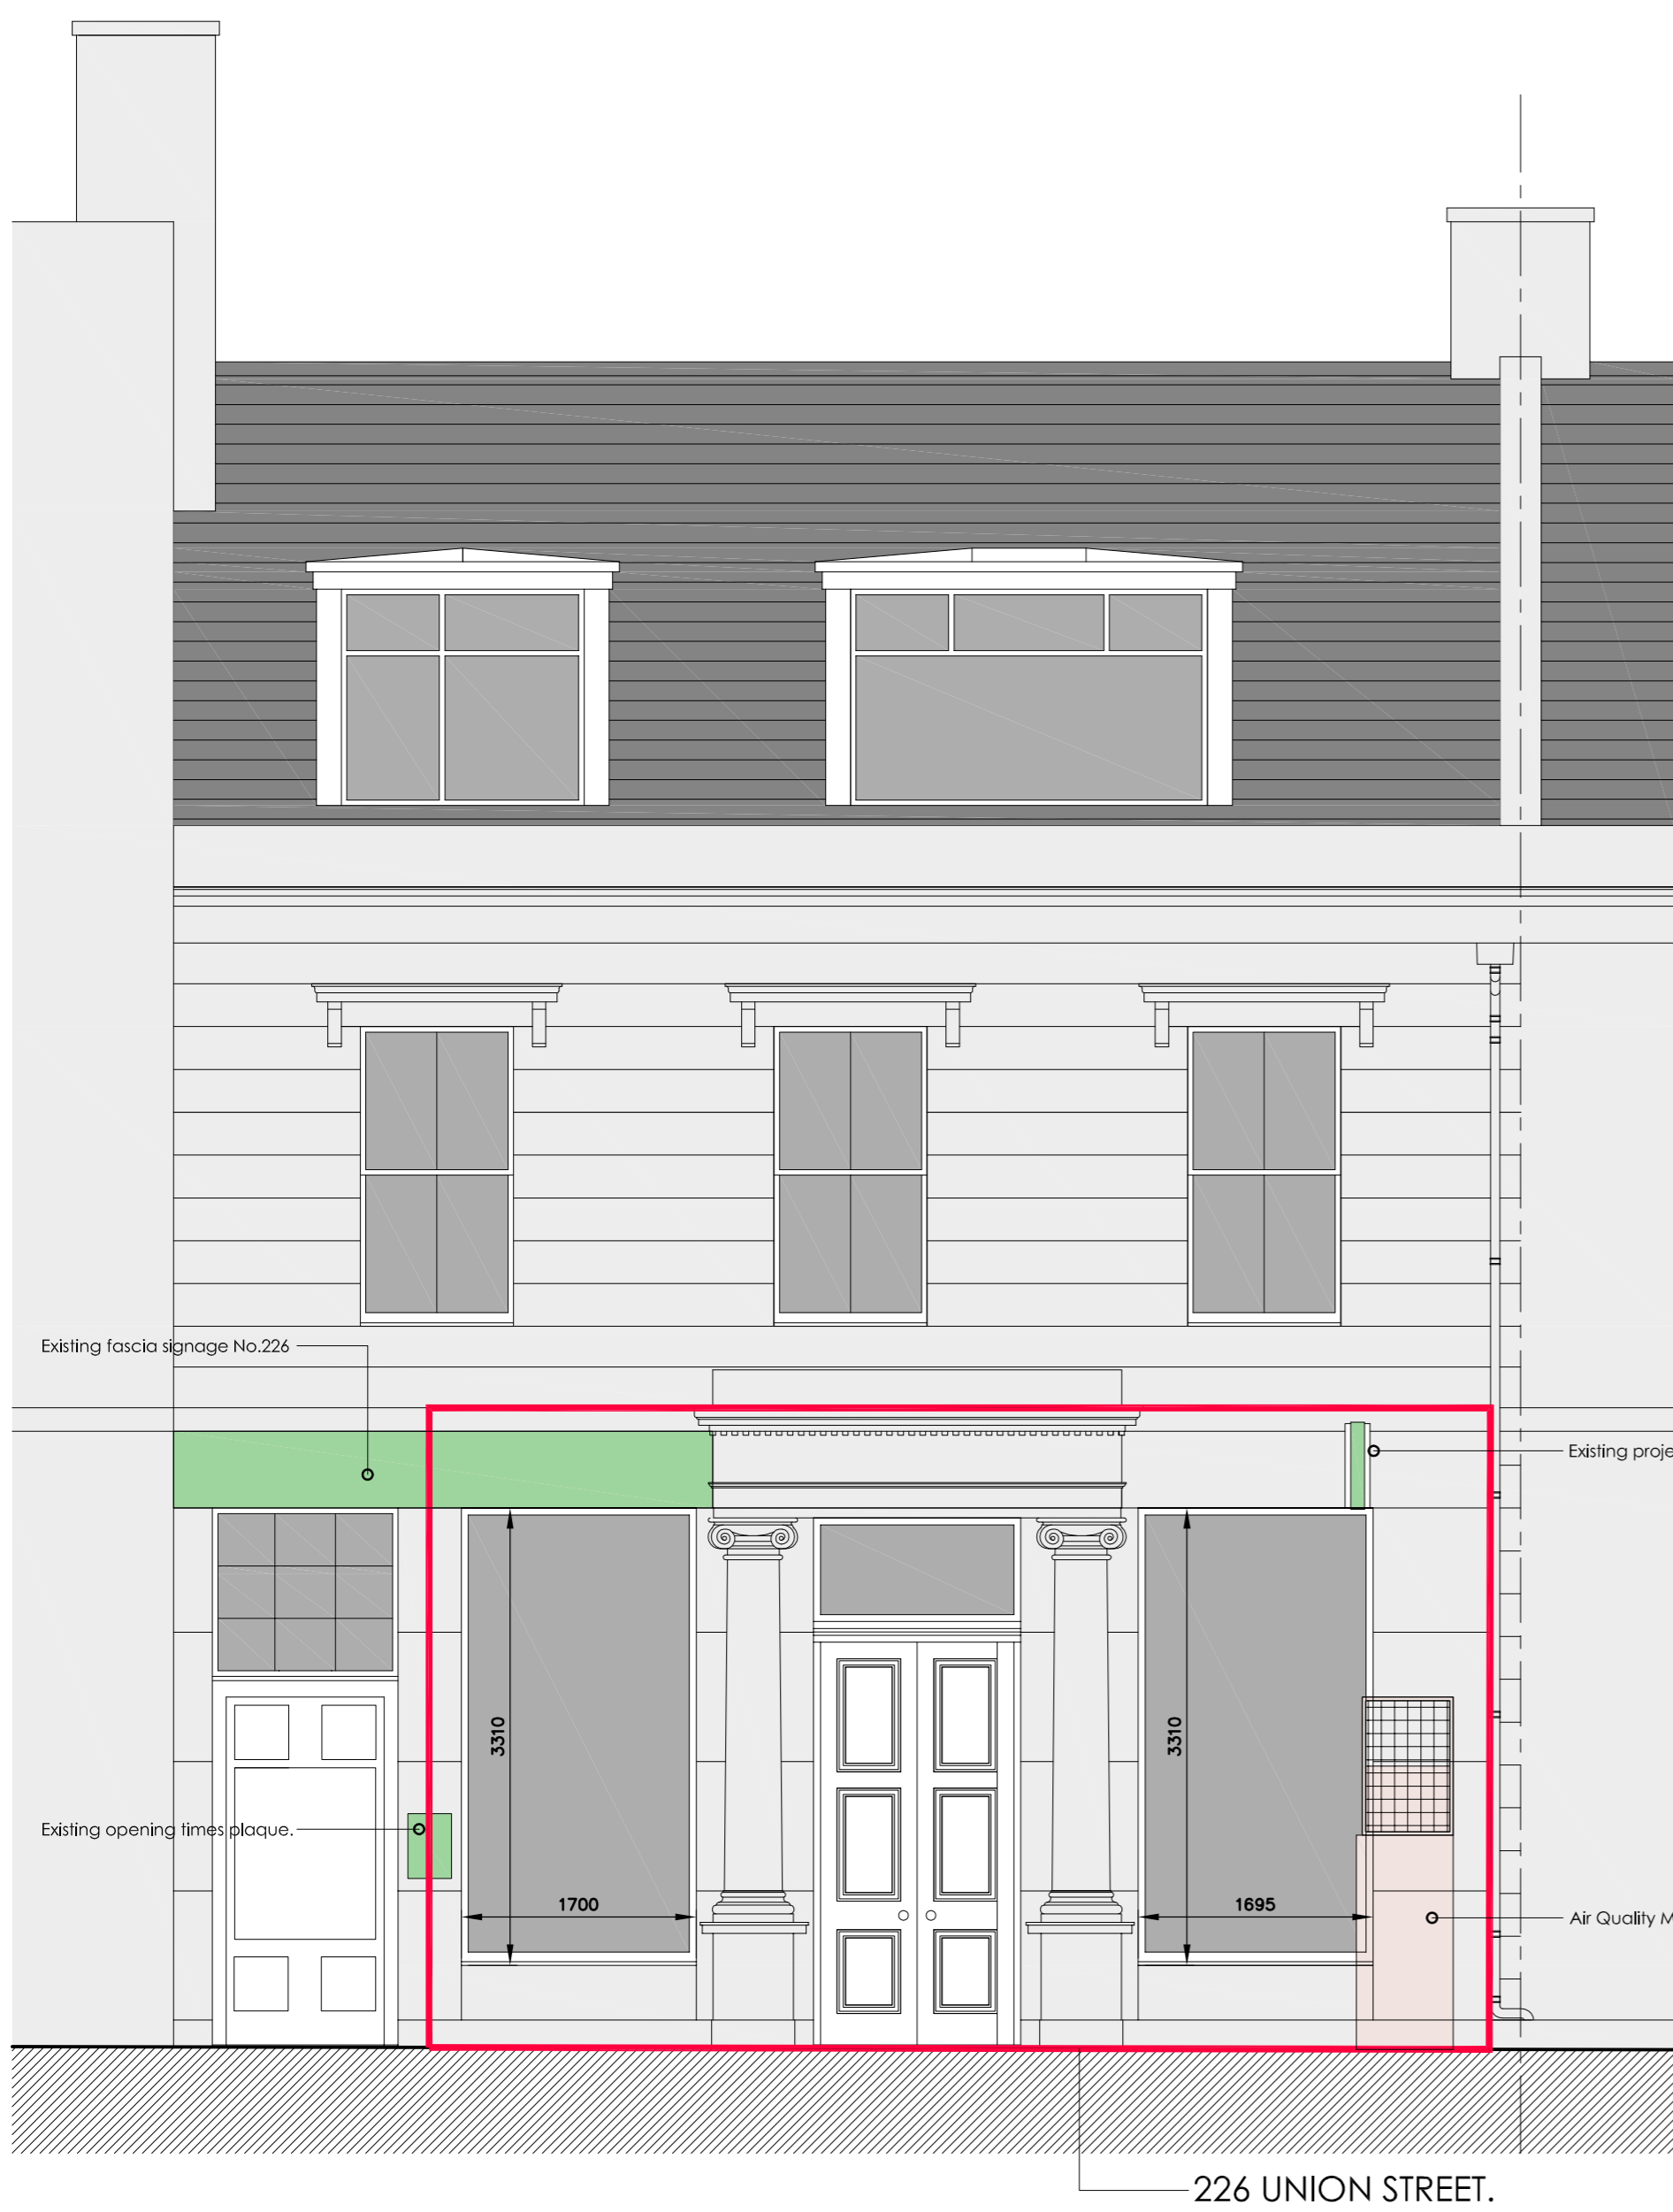 Existing fascia signage No.226
Existing proje
3310
3310
Existing opening times plaque.
1700
1695
Air Quality M
226 UNION STREET.